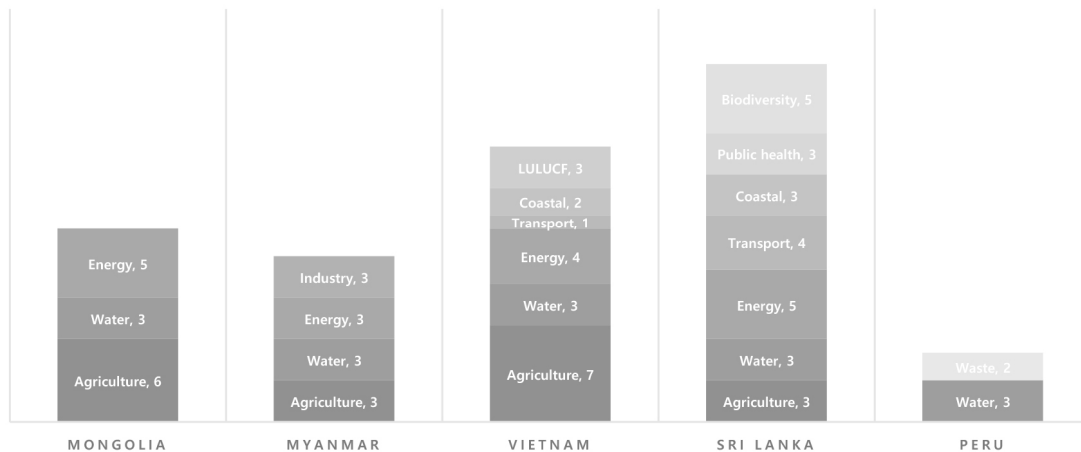 Biodiversity, 5
Public health, 3
LULUCF, 3
Coastal, 2
Coastal, 3
Transport, 1
Transport, 4
Energy, 5
Industry, 3
Energy, 4
Energy, 5
Water, 3
Energy, 3
Water, 3
Water, 3
Water, 3
Waste, 2
Agriculture, 6
Agriculture, 3
Agriculture, 7
Agriculture, 3
Water, 3
MONGOLIA
MYANMAR
VIETNAM
SRI LANKA
PERU